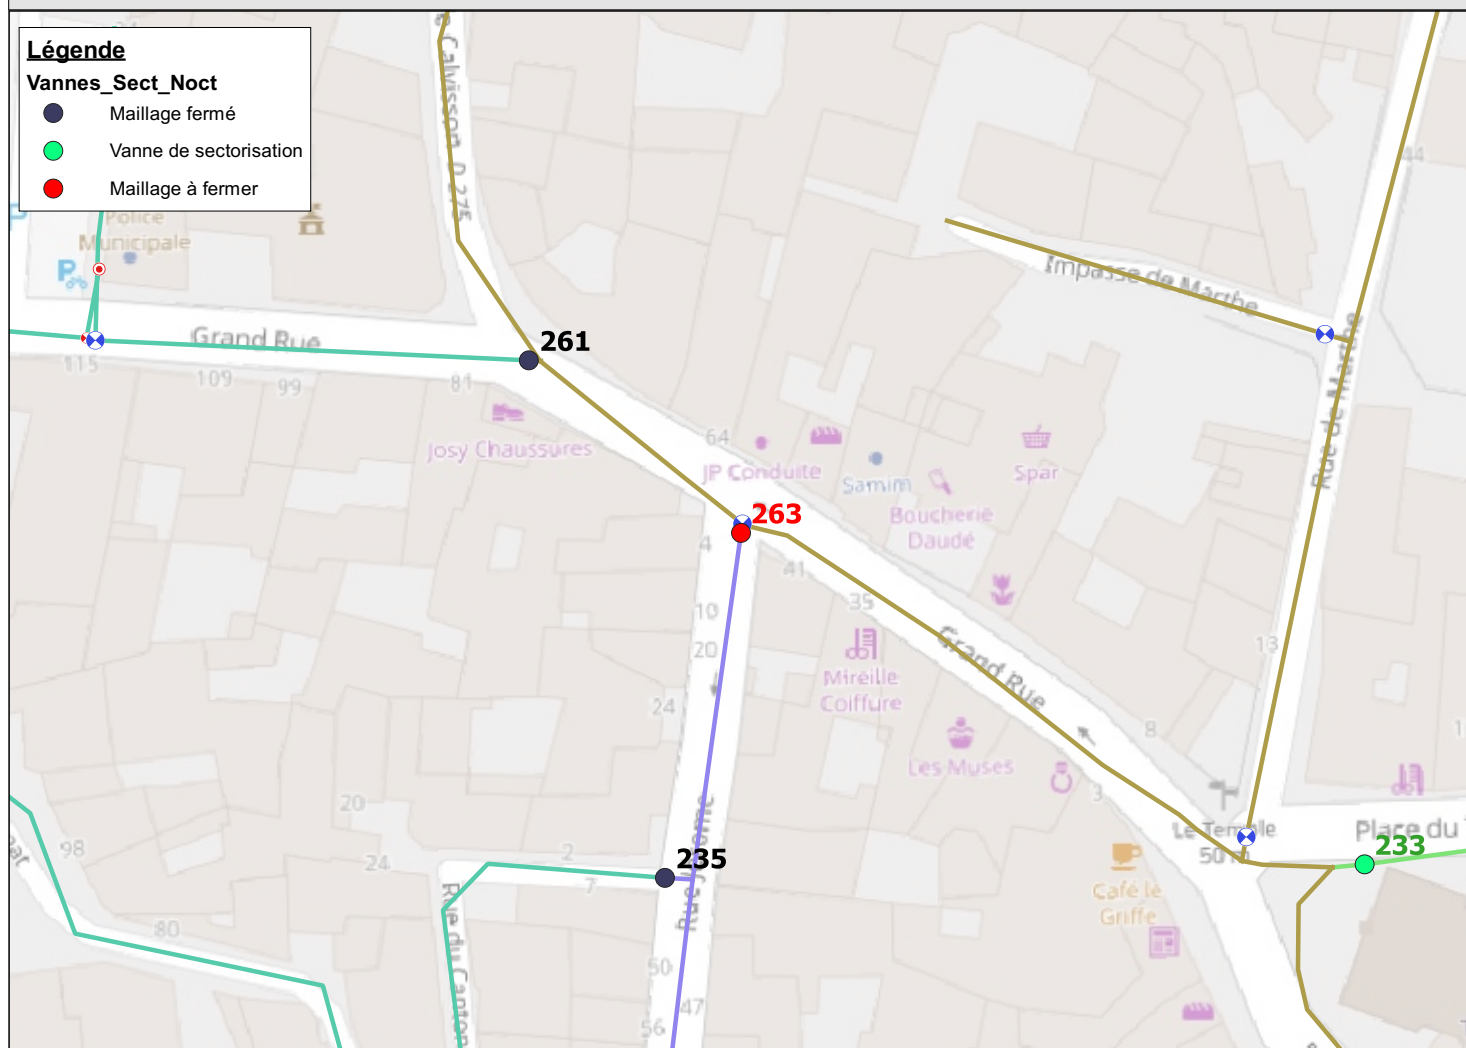 Légende
Vannes_Sect_Noct
Maillage fermé
Vanne de sectorisation
Maillage à fermer
Calvisson D 275
44
Police
Municipale
P
Impasse de Marthe
Grand Rue
261
115
109
99
81
Rue de Marthe
Josy Chaussures
64
JP Conduite
Samim
Spar
263
Boucherie
Daudé
4
41
35
10
20
13
Grand Rue
Mireille
Coiffure
24
8
Les Muses
3
20
Le Temple
50 m
Place du
233
98
24
2
235
7
Café le
Griffe
80
Rue du Canton
50
47
56